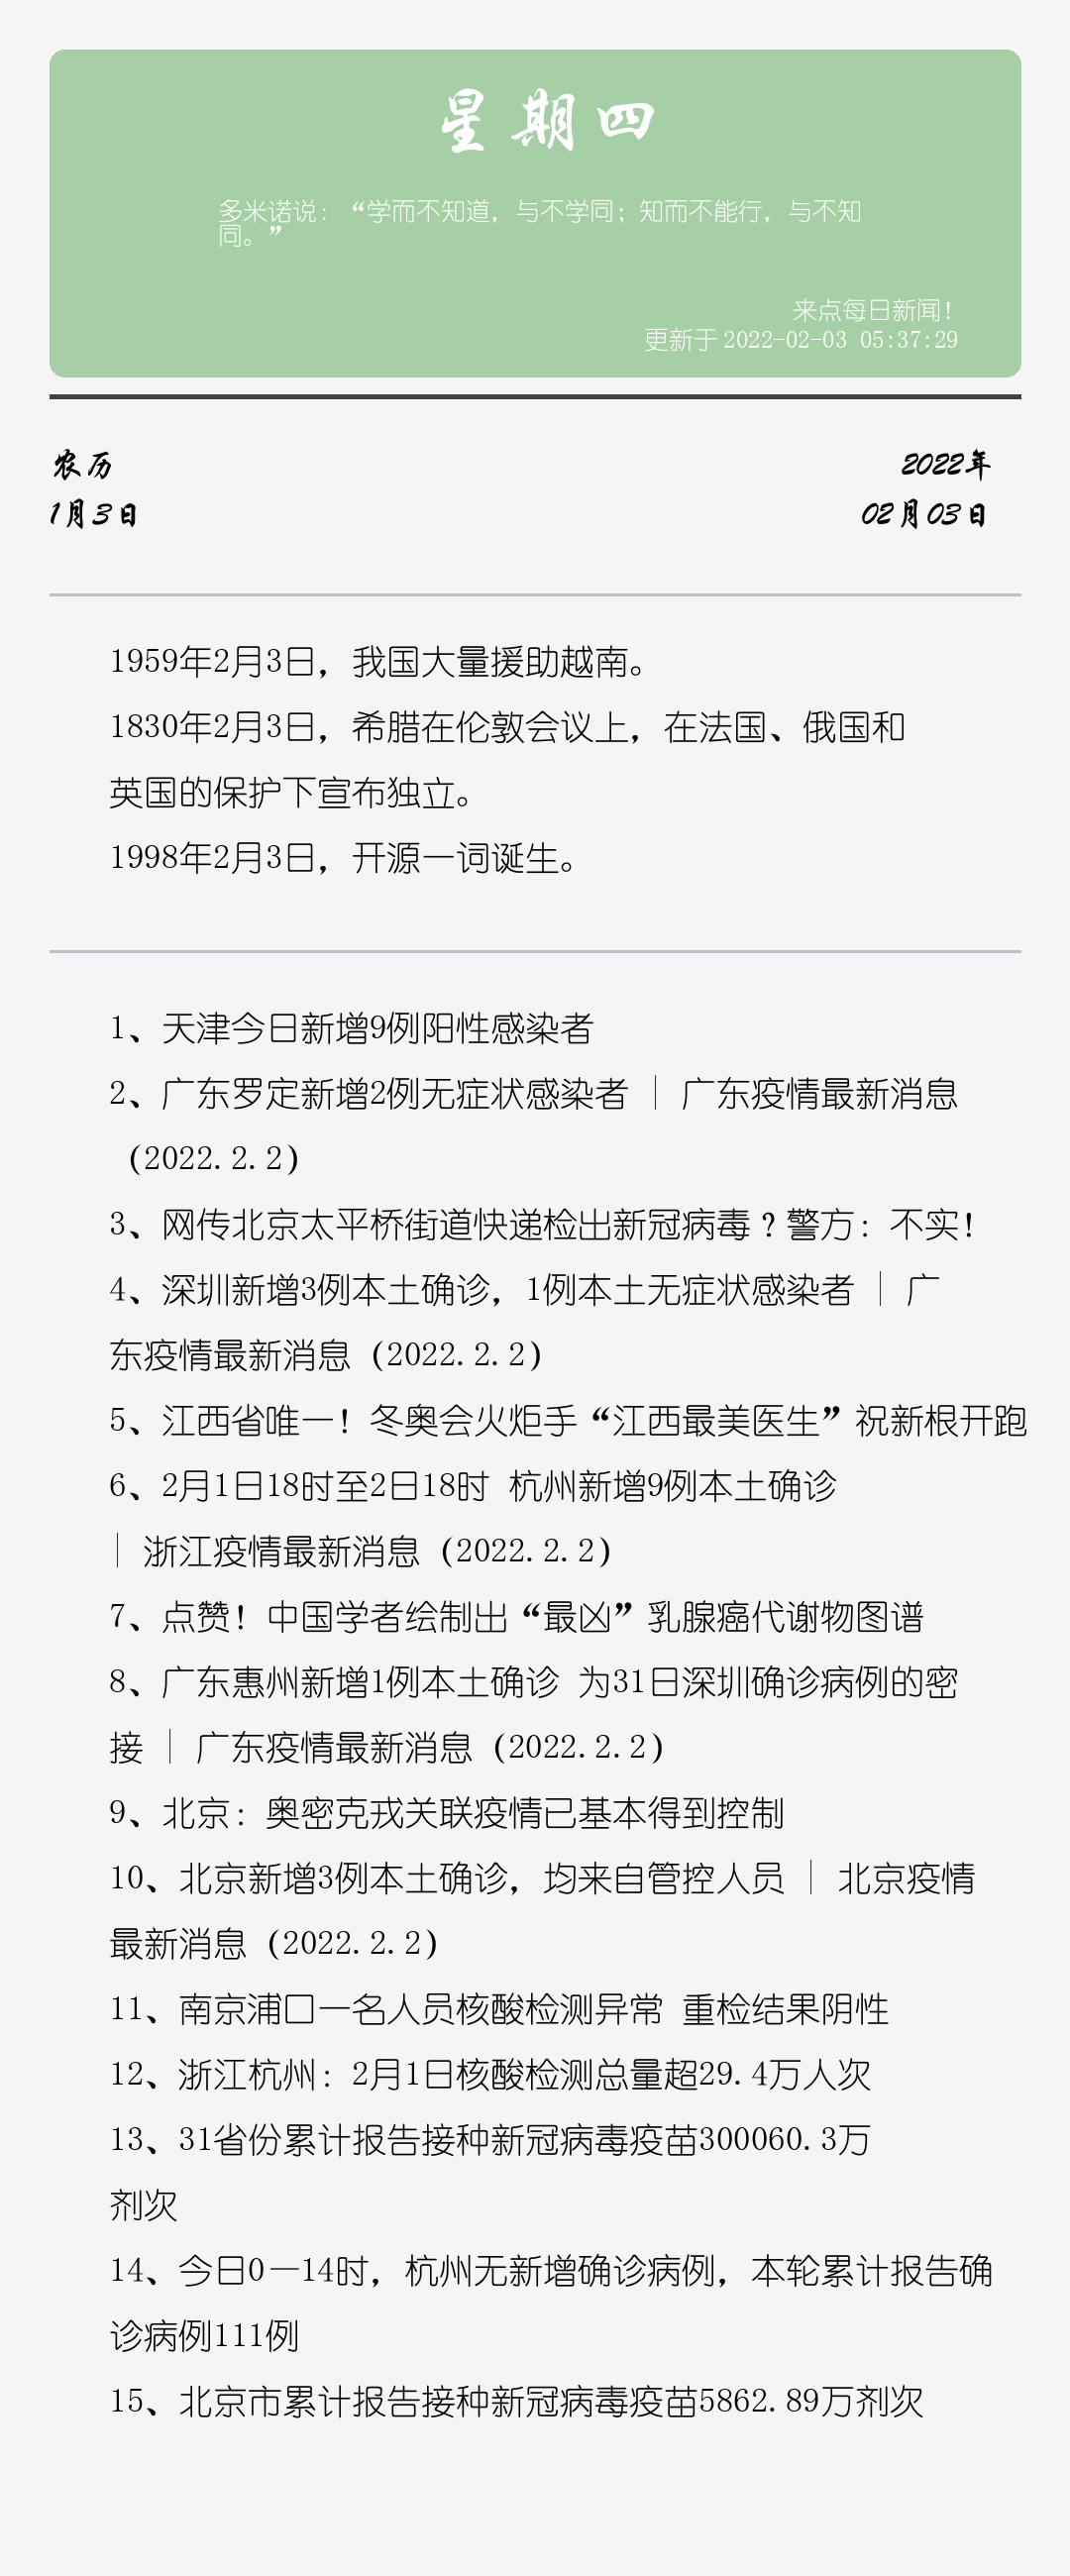 星期四
多米诺说：“学而不知道，与不学同；知而不能行，与不知
同。”
来点每日新闻！
更新于 2022-02-03 05:37:29
农历
2022年
1月3日
02月03日
1959年2月3日，我国大量援助越南。
1830年2月3日，希腊在伦敦会议上，在法国、俄国和
英国的保护下宣布独立。
1998年2月3日，开源一词诞生。
1、天津今日新增9例阳性感染者
2、广东罗定新增2例无症状感染者 | 广东疫情最新消息
（2022.2.2）
3、网传北京太平桥街道快递检出新冠病毒？警方：不实！
4、深圳新增3例本土确诊，1例本土无症状感染者 | 广
东疫情最新消息（2022.2.2）
5、江西省唯一！冬奥会火炬手“江西最美医生”祝新根开跑
6、2月1日18时至2日18时 杭州新增9例本土确诊
| 浙江疫情最新消息（2022.2.2）
7、点赞！中国学者绘制出“最凶”乳腺癌代谢物图谱
8、广东惠州新增1例本土确诊 为31日深圳确诊病例的密
接 | 广东疫情最新消息（2022.2.2）
9、北京：奥密克戎关联疫情已基本得到控制
10、北京新增3例本土确诊，均来自管控人员 | 北京疫情
最新消息（2022.2.2）
11、南京浦口一名人员核酸检测异常 重检结果阴性
12、浙江杭州：2月1日核酸检测总量超29.4万人次
13、31省份累计报告接种新冠病毒疫苗300060.3万
剂次
14、今日0—14时，杭州无新增确诊病例，本轮累计报告确
诊病例111例
15、北京市累计报告接种新冠病毒疫苗5862.89万剂次